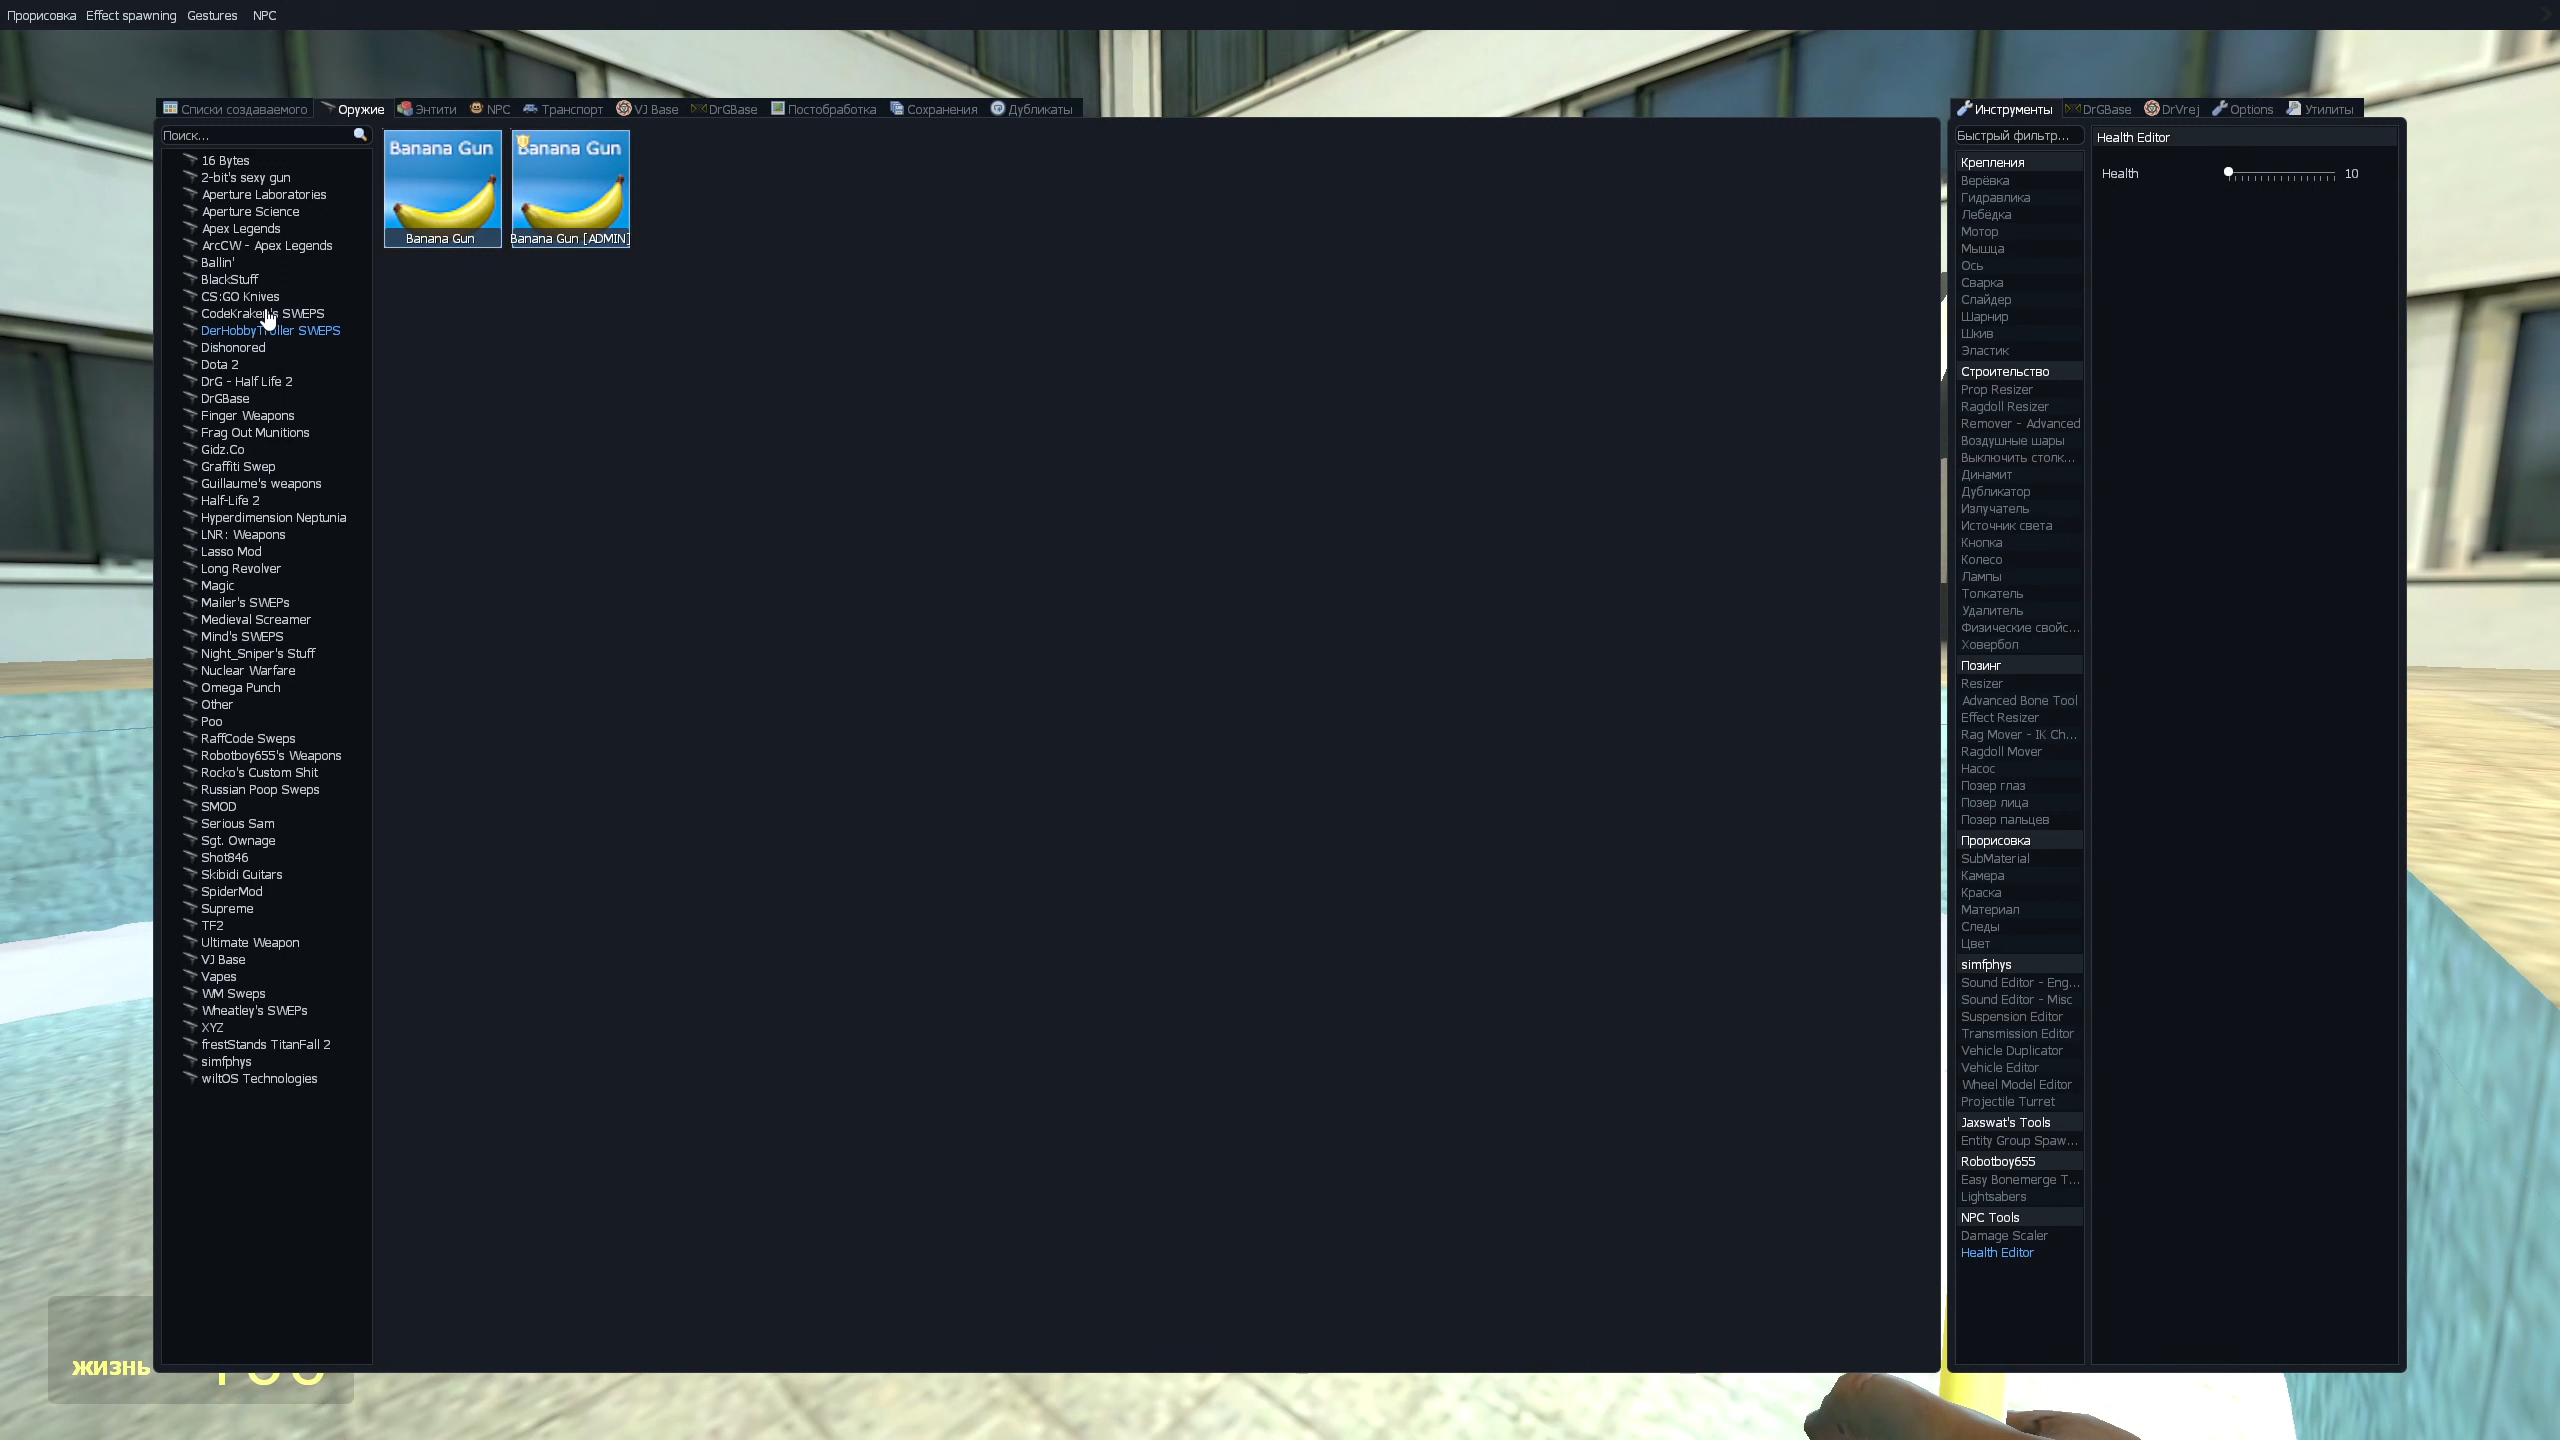 Прорисовка Effect spawning Gestures NPC
Списки создаваемого Оружие Энтити NPC Транспорт VJ Base DrGBase Постобработка Сохранения Дубликаты
Поиск...
16 Bytes
2-bit's sexy gun
Aperture Laboratories
Aperture Science
Apex Legends
ArcCW - Apex Legends
Ballin'
BlackStuff
CS:GO Knives
CodeKraken's SWEPS
DerHobbyTroller SWEPS
Dishonored
Dota 2
DrG - Half Life 2
DrGBase
Finger Weapons
Frag Out Munitions
Gidz.Co
Graffiti Swep
Guillaume's weapons
Half-Life 2
Hyperdimension Neptunia
LNR: Weapons
Lasso Mod
Long Revolver
Magic
Mailer's SWEPs
Medieval Screamer
Mind's SWEPS
Night_Sniper's Stuff
Nuclear Warfare
Omega Punch
Other
Poo
RaffCode Sweps
Robotboy655's Weapons
Rocko's Custom Shit
Russian Poop Sweps
SMOD
Serious Sam
Sgt. Ownage
Shot846
Skibidi Guitars
SpiderMod
Supreme
TF2
Ultimate Weapon
VJ Base
Vapes
WM Sweps
Wheatley's SWEPs
XYZ
frestStands TitanFall 2
simfphys
wiltOS Technologies
Banana Gun
Banana Gun
Banana Gun
Banana Gun [ADMIN]
Инструменты DrGBase DrVrej Options Утилиты
Быстрый фильтр...
Крепления
Верёвка
Гидравлика
Лебёдка
Мотор
Мышца
Ось
Сварка
Слайдер
Шарнир
Шкив
Эластик
Строительство
Prop Resizer
Ragdoll Resizer
Remover - Advanced
Воздушные шары
Выключить столк...
Динамит
Дубликатор
Излучатель
Источник света
Кнопка
Колесо
Лампы
Толкатель
Удалитель
Физические свойс...
Ховербол
Позинг
Resizer
Advanced Bone Tool
Effect Resizer
Rag Mover - IK Ch...
Ragdoll Mover
Насос
Позер глаз
Позер лица
Позер пальцев
Прорисовка
SubMaterial
Камера
Краска
Материал
Следы
Цвет
simfphys
Sound Editor - Eng...
Sound Editor - Misc
Suspension Editor
Transmission Editor
Vehicle Duplicator
Vehicle Editor
Wheel Model Editor
Projectile Turret
Jaxswat's Tools
Entity Group Spaw...
Robotboy655
Easy Bonemerge T...
Lightsabers
NPC Tools
Damage Scaler
Health Editor
Health Editor
Health 10
ЖИЗНЬ